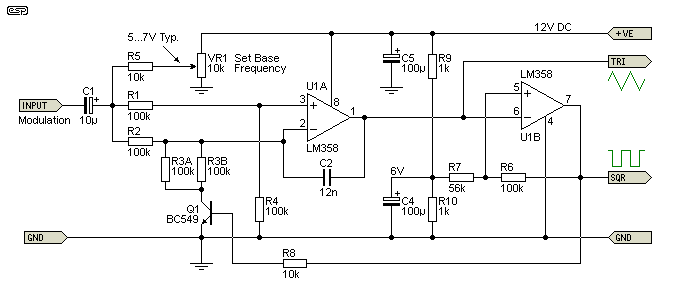 esp
5...7V Typ.
12V DC
+VE
R5
10k
VR1
10k
Set Base
Frequency
C5
100µ
R9
1k
TRI
LM358
C1
10µ
+
U1A
INPUT
Modulation
R1
100k
3
+
8
1
2
−
LM358
5
+
6
−
7
U1B
4
R2
100k
R3A
100k
R3B
100k
C2
12n
6V
R7
56k
R6
100k
SQR
R4
100k
C4
100µ
R10
1k
Q1
BC549
GND
GND
R8
10k